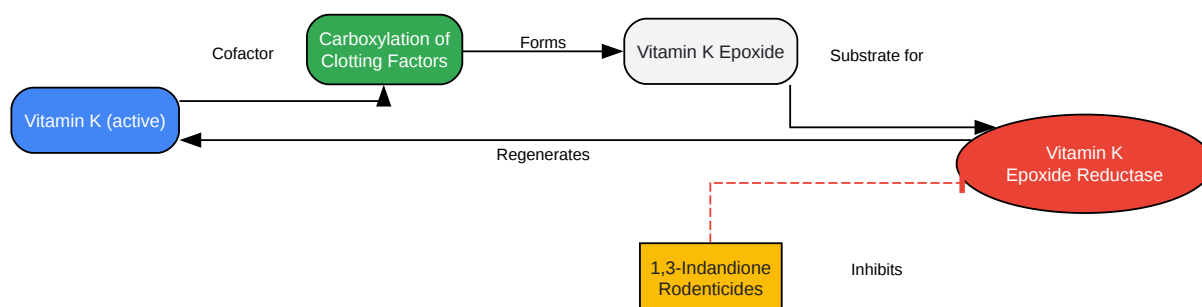 Cofactor
Carboxylation of
Clotting Factors
Forms
Vitamin K Epoxide
Substrate for
Vitamin K (active)
Regenerates
Vitamin K
Epoxide Reductase
1,3-Indandione
Rodenticides
Inhibits